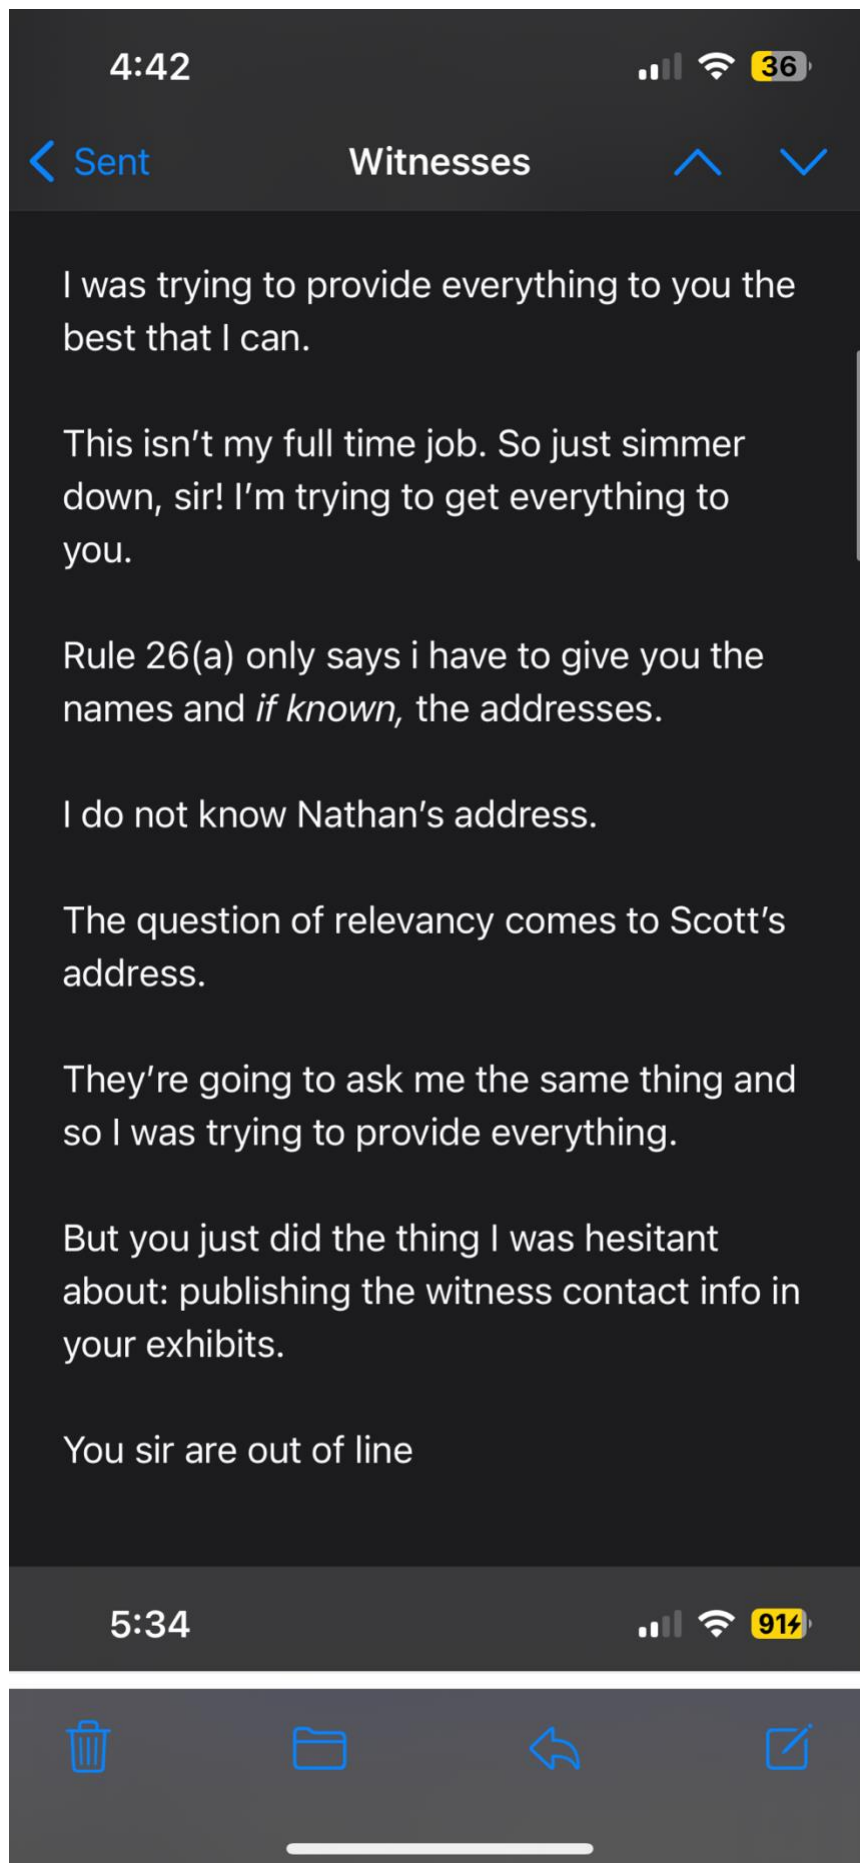 4:42
36
Sent
Witnesses
I was trying to provide everything to you the
best that I can.
This isn’t my full time job. So just simmer
down, sir! I’m trying to get everything to
you.
Rule 26(a) only says i have to give you the
names and if known, the addresses.
I do not know Nathan’s address.
The question of relevancy comes to Scott’s
address.
They’re going to ask me the same thing and
so I was trying to provide everything.
But you just did the thing I was hesitant
about: publishing the witness contact info in
your exhibits.
You sir are out of line
5:34
91